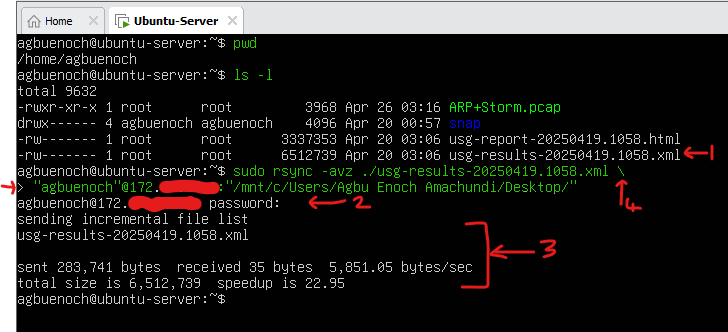 Home Ubuntu-Server
agbuenoch@ubuntu-server:~$ pwd
/home/agbuenoch
agbuenoch@ubuntu-server:~$ ls -l
total 9632
-rwxr-xr-x 1 root      root         3968 Apr 26 03:16 ARP+Storm.pcap
drwx------ 4 agbuenoch agbuenoch    4096 Apr 20 00:57 snap
-rw------- 1 root      root      3337353 Apr 20 03:06 usg-report-20250419.1058.html
-rw------- 1 root      root      6512739 Apr 20 03:06 usg-results-20250419.1058.xml 1
agbuenoch@ubuntu-server:~$ sudo rsync -avz ./usg-results-20250419.1058.xml \
> "agbuenoch"@172. :"/mnt/c/Users/Agbu Enoch Amachundi/Desktop/"
agbuenoch@172. password: 2 4
sending incremental file list
usg-results-20250419.1058.xml
3
sent 283,741 bytes  received 35 bytes  5,851.05 bytes/sec
total size is 6,512,739  speedup is 22.95
agbuenoch@ubuntu-server:~$